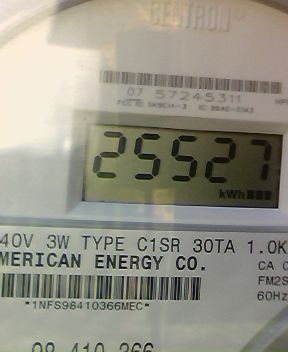 CENTRON®
07 57245311
25527
kWh
40V 3W TYPE C1SR 30TA 1.0K
MERICAN ENERGY CO.
CA 0
FM2S
*1NFS98410366MEC*
60Hz
98 410 366